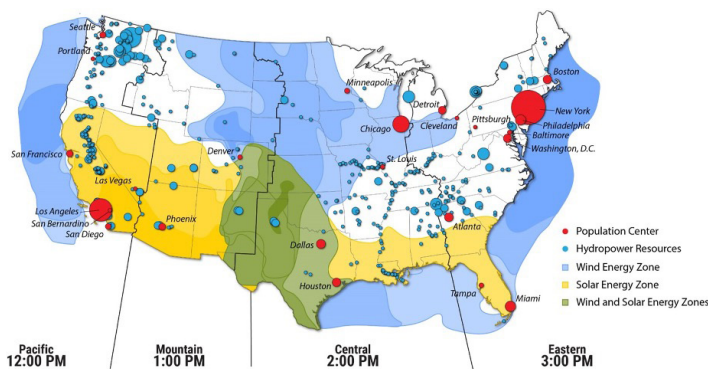 Seattle
Portland
Minneapolis
Boston
Detroit
New York
Chicago
Cleveland
Pittsburgh
Philadelphia
Baltimore
Washington, D.C.
San Francisco
Denver
St. Louis
Las Vegas
Los Angeles
San Bernardino
San Diego
Phoenix
Atlanta
Dallas
Houston
Tampa
Miami
Population Center
Hydropower Resources
Wind Energy Zone
Solar Energy Zone
Wind and Solar Energy Zones
Pacific
12:00 PM
Mountain
1:00 PM
Central
2:00 PM
Eastern
3:00 PM